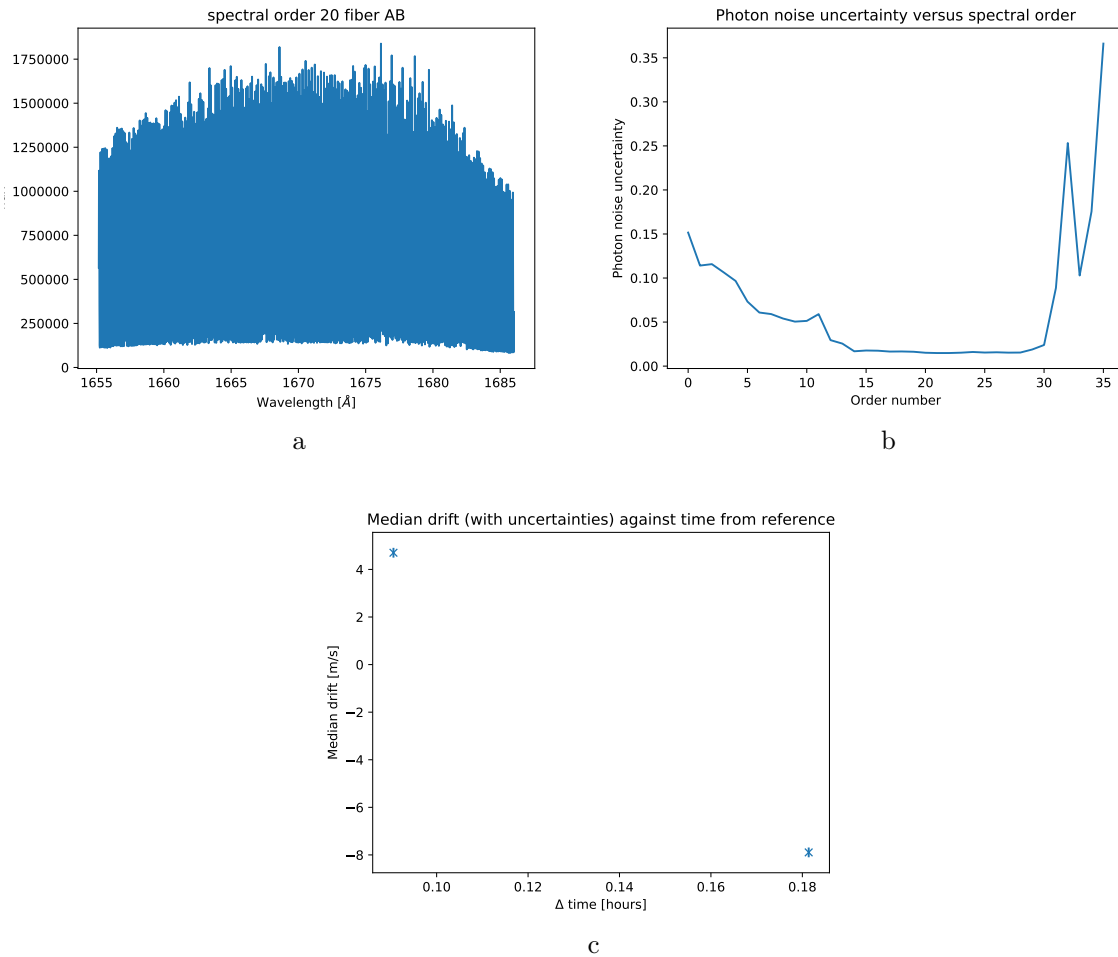 spectral order 20 fiber AB
1750000
1500000
1250000
1000000
750000
500000
250000
0
1655 1660 1665 1670 1675 1680 1685
Wavelength [Å]
a
Photon noise uncertainty versus spectral order
Photon noise uncertainty
0.35
0.30
0.25
0.20
0.15
0.10
0.05
0.00
0 5 10 15 20 25 30 35
Order number
b
Median drift (with uncertainties) against time from reference
Median drift [m/s]
4
2
0
−2
−4
−6
−8
0.10 0.12 0.14 0.16 0.18
Δ time [hours]
c